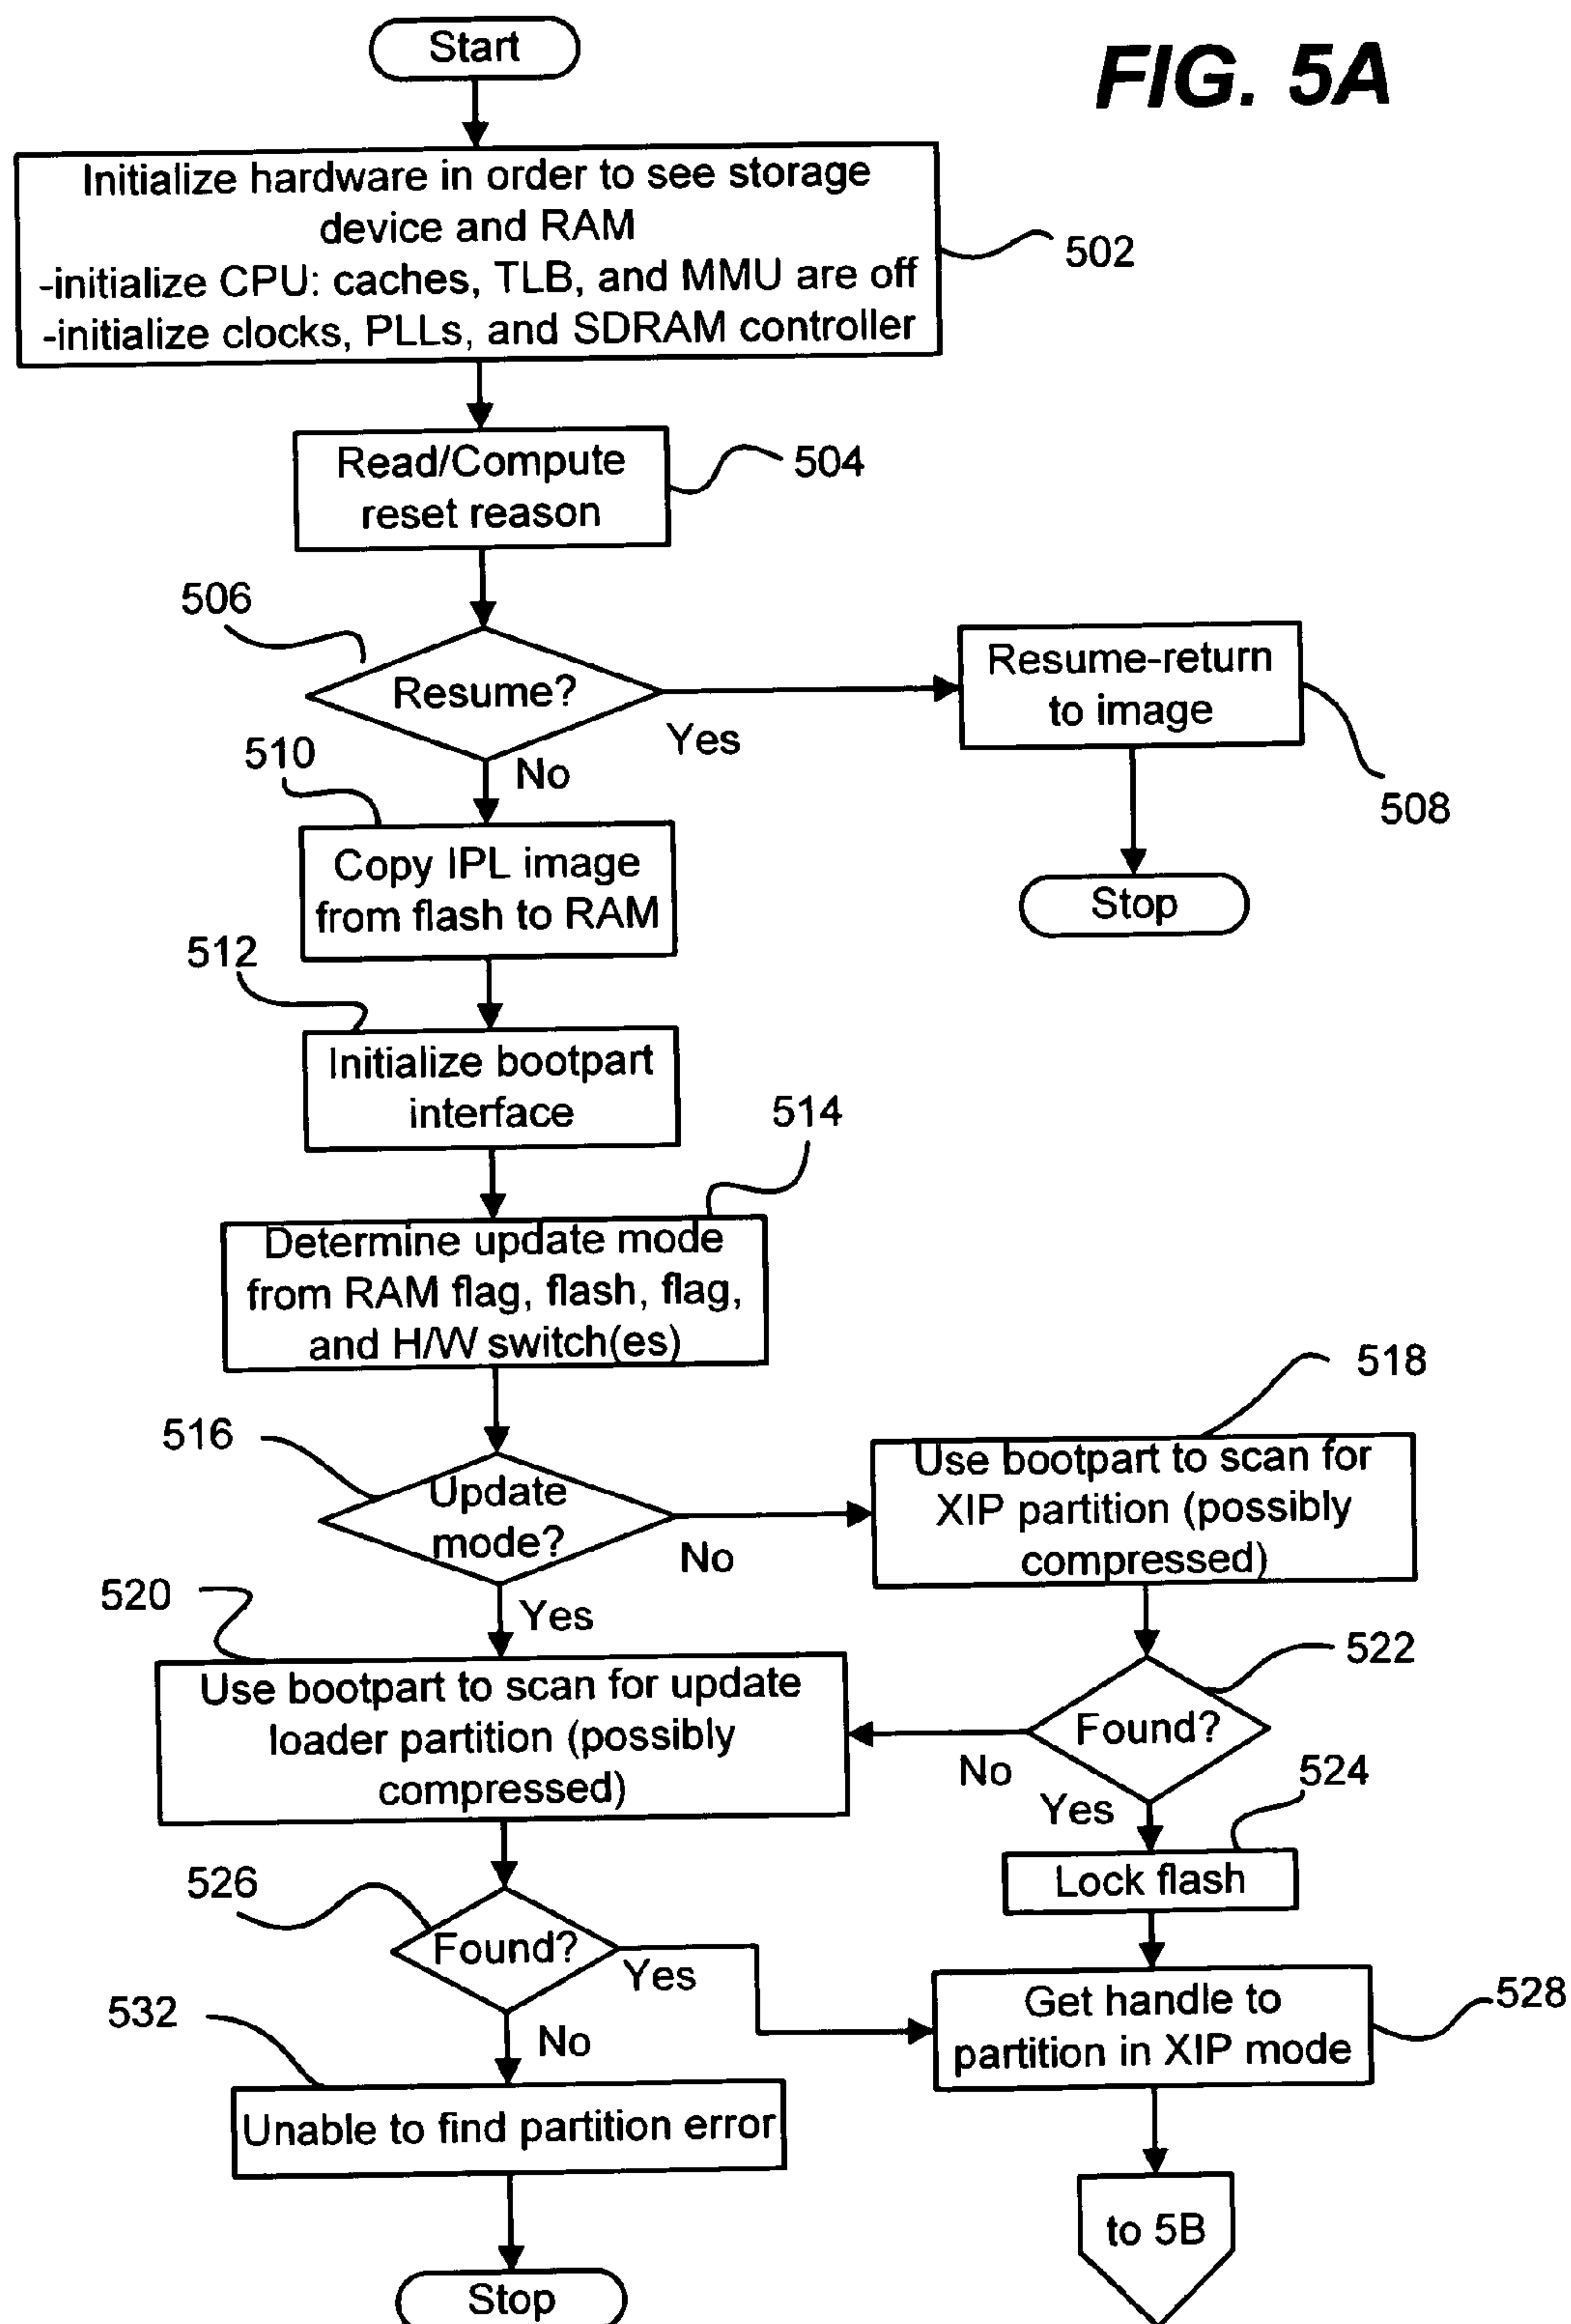 Start
FIG. 5A
Initialize hardware in order to see storage
device and RAM
-initialize CPU: caches, TLB, and MMU are off
-initialize clocks, PLLs, and SDRAM controller
502
Read/Compute
reset reason
504
506
Resume?
Yes
No
Resume-return
to image
508
Stop
510
Copy IPL image
from flash to RAM
512
Initialize bootpart
interface
514
Determine update mode
from RAM flag, flash, flag,
and H/W switch(es)
516
Update
mode?
No
Yes
518
Use bootpart to scan for
XIP partition (possibly
compressed)
520
Use bootpart to scan for update
loader partition (possibly
compressed)
522
Found?
No
Yes
524
Lock flash
526
Found?
Yes
No
528
Get handle to
partition in XIP mode
532
Unable to find partition error
to 5B
Stop